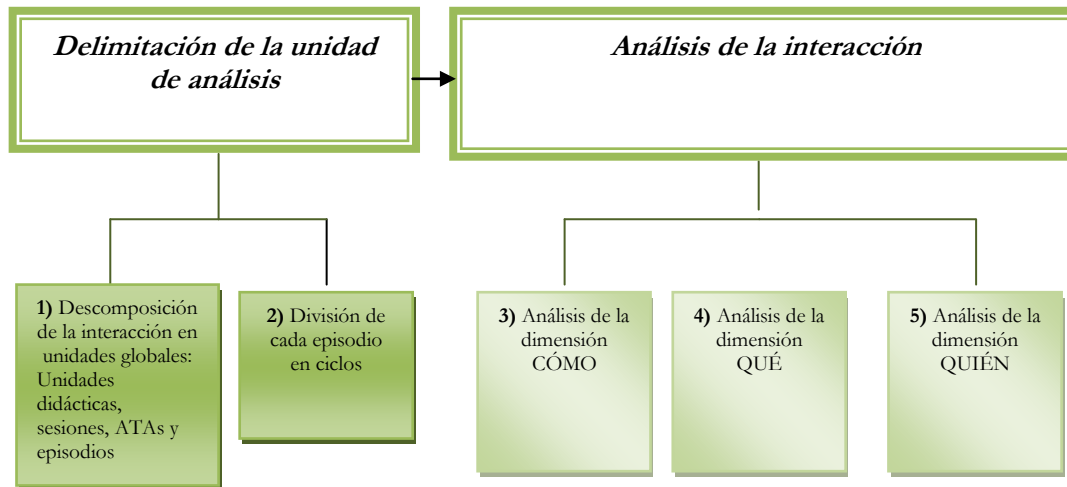 Delimitación de la unidad
de análisis
Análisis de la interacción
1) Descomposición
de la interacción en
unidades globales:
Unidades
didácticas,
sesiones, ATAs y
episodios
2) División de
cada episodio
en ciclos
3) Análisis de la
dimensión
CÓMO
4) Análisis de la
dimensión
QUÉ
5) Análisis de la
dimensión
QUIÉN